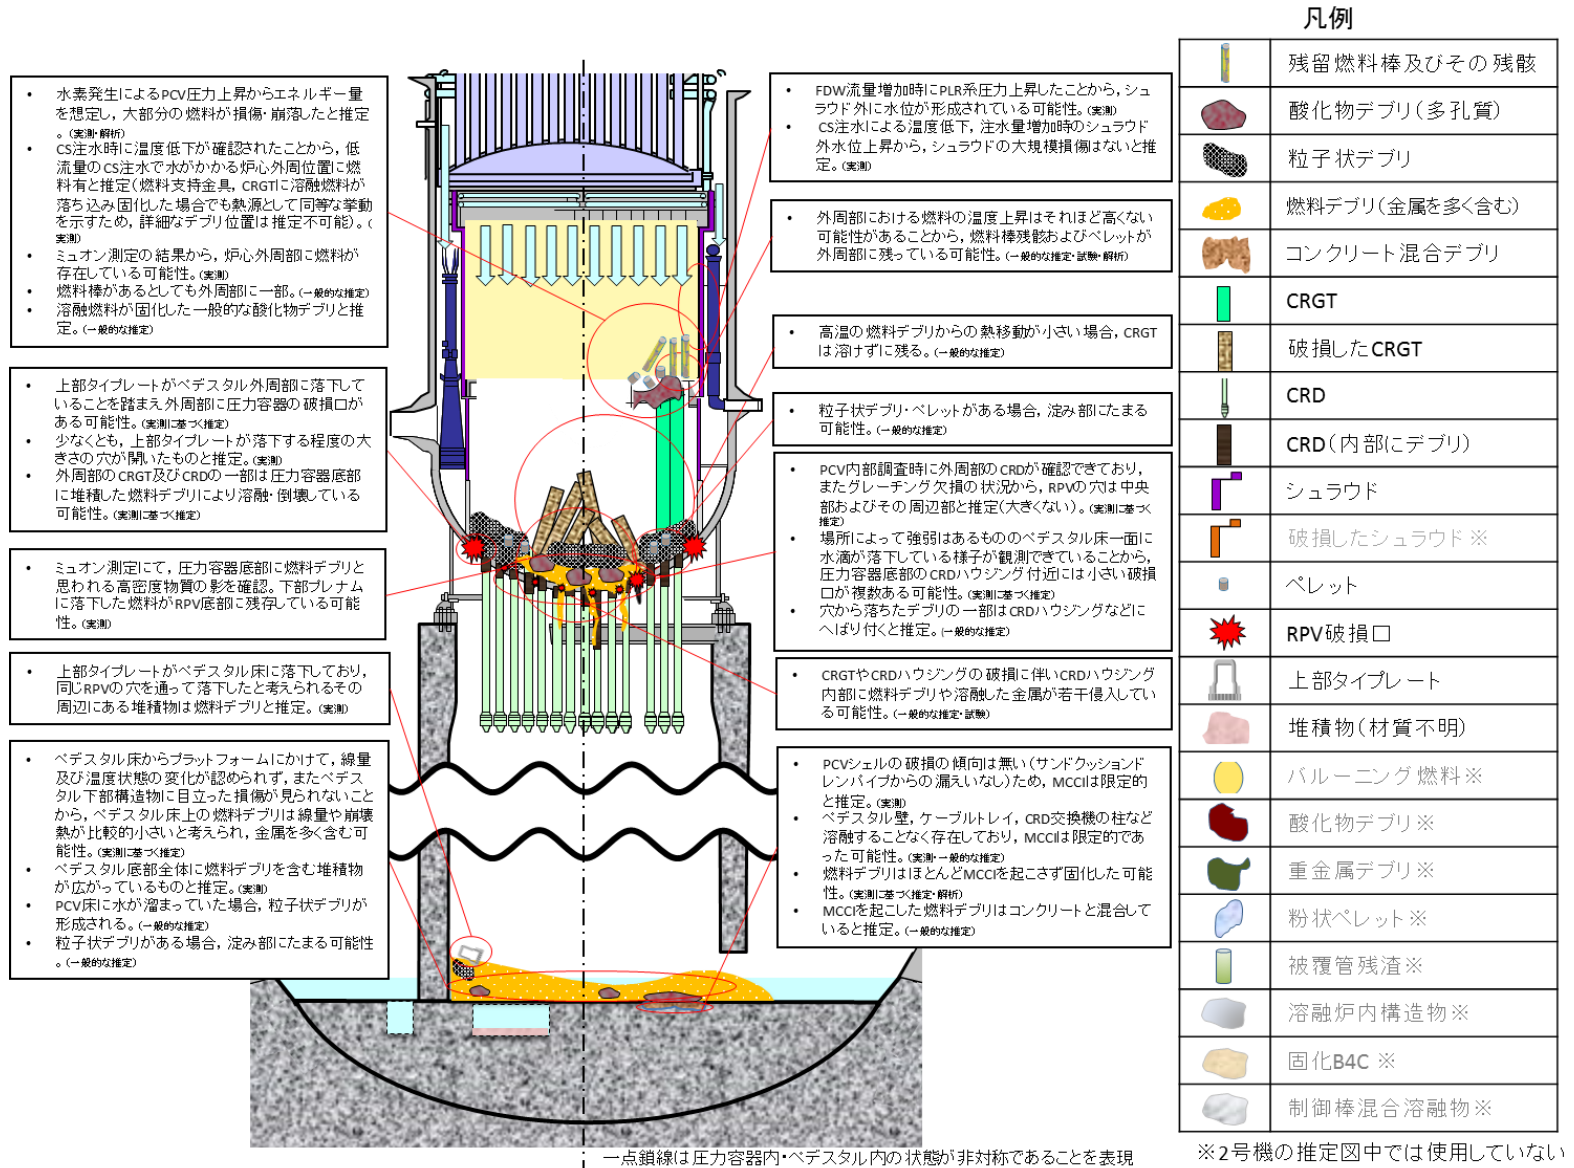 凡例
・ 水素発生によるPCV圧力上昇からエネルギー量
を想定し，大部分の燃料が損傷・崩落したと推定
。(実測・解析)
・ CS注水時に温度低下が確認されたことから，低
流量のCS注水で水がかかる炉心外周位置に燃
料有と推定(燃料支持金具，CRGTに溶融燃料が
落ち込み固化した場合でも熱源として同等な挙動
を示すため，詳細なデブリ位置は推定不可能)。(
実測)
・ ミュオン測定の結果から，炉心外周部に燃料が
存在している可能性。(実測)
・ 燃料棒があるとしても外周部に一部。(一般的な推定)
・ 溶融燃料が固化した一般的な酸化物デブリと推
定。(一般的な推定)
・ 上部タイプレートがペデスタル外周部に落下して
いることを踏まえ外周部に圧力容器の破損口が
ある可能性。(実測に基づく推定)
・ 少なくとも，上部タイプレートが落下する程度の大
きさの穴が開いたものと推定。(実測)
・ 外周部のCRGT及びCRDの一部は圧力容器底部
に堆積した燃料デブリにより溶融・倒壊している
可能性。(実測に基づく推定)
・ ミュオン測定にて，圧力容器底部に燃料デブリと
思われる高密度物質の影を確認。下部プレナム
に落下した燃料がRPV底部に残存している可能
性。(実測)
・ 上部タイプレートがペデスタル床に落下しており，
同じRPVの穴を通って落下したと考えられるその
周辺にある堆積物は燃料デブリと推定。(実測)
・ ペデスタル床からプラットフォームにかけて，線量
及び温度状態の変化が認められず，またペデス
タル下部構造物に目立った損傷が見られないこと
から，ペデスタル床上の燃料デブリは線量や崩壊
熱が比較的小さいと考えられ，金属を多く含む可
能性。(実測に基づく推定)
・ ペデスタル底部全体に燃料デブリを含む堆積物
が広がっているものと推定。(実測)
・ PCV床に水が溜まっていた場合，粒子状デブリが
形成される。(一般的な推定)
・ 粒子状デブリがある場合，淀み部にたまる可能性
。(一般的な推定)
・ FDW流量増加時にPLR系圧力上昇したことから，シュ
ラウド外に水位が形成されている可能性。(実測)
・ CS注水による温度低下，注水量増加時のシュラウド
外水位上昇から，シュラウドの大規模損傷はないと推
定。(実測)
・ 外周部における燃料の温度上昇はそれほど高くない
可能性があることから，燃料棒残骸およびペレットが
外周部に残っている可能性。(一般的な推定・試験・解析)
・ 高温の燃料デブリからの熱移動が小さい場合，CRGT
は溶けずに残る。(一般的な推定)
・ 粒子状デブリ・ペレットがある場合，淀み部にたまる
可能性。(一般的な推定)
・ PCV内部調査時に外周部のCRDが確認できており，
またグレーチング欠損の状況から，RPVの穴は中央
部およびその周辺部と推定(大きくない)。(実測に基づく
推定)
・ 場所によって強弱はあるもののペデスタル床一面に
水滴が落下している様子が観測できていることから，
圧力容器底部のCRDハウジング付近には小さい破損
口が複数ある可能性。(実測に基づく推定)
・ 穴から落ちたデブリの一部はCRDハウジングなどに
へばり付くと推定。(一般的な推定)
・ CRGTやCRDハウジングの破損に伴いCRDハウジング
内部に燃料デブリや溶融した金属が若干侵入してい
る可能性。(一般的な推定・試験)
・ PCVシェルの破損の傾向は無い(サンドクッションド
レンパイプからの漏えいなし)ため，MCCIは限定的
と推定。(実測)
・ ペデスタル壁，ケーブルトレイ，CRD交換機の柱など
溶融することなく存在しており，MCCIは限定的であ
った可能性。(実測・一般的な推定)
・ 燃料デブリはほとんどMCCIを起こさず固化した可能
性。(実測に基づく推定・解析)
・ MCCIを起こした燃料デブリはコンクリートと混合して
いると推定。(一般的な推定)
残留燃料棒及びその残骸
酸化物デブリ(多孔質)
粒子状デブリ
燃料デブリ(金属を多く含む)
コンクリート混合デブリ
CRGT
破損したCRGT
CRD
CRD(内部にデブリ)
シュラウド
破損したシュラウド※
ペレット
RPV破損口
上部タイプレート
堆積物(材質不明)
バルーニング燃料※
酸化物デブリ※
重金属デブリ※
粉状ペレット※
被覆管残渣※
溶融炉内構造物※
固化B4C ※
制御棒混合溶融物※
※2号機の推定図中では使用していない
一点鎖線は圧力容器内・ペデスタル内の状態が非対称であることを表現